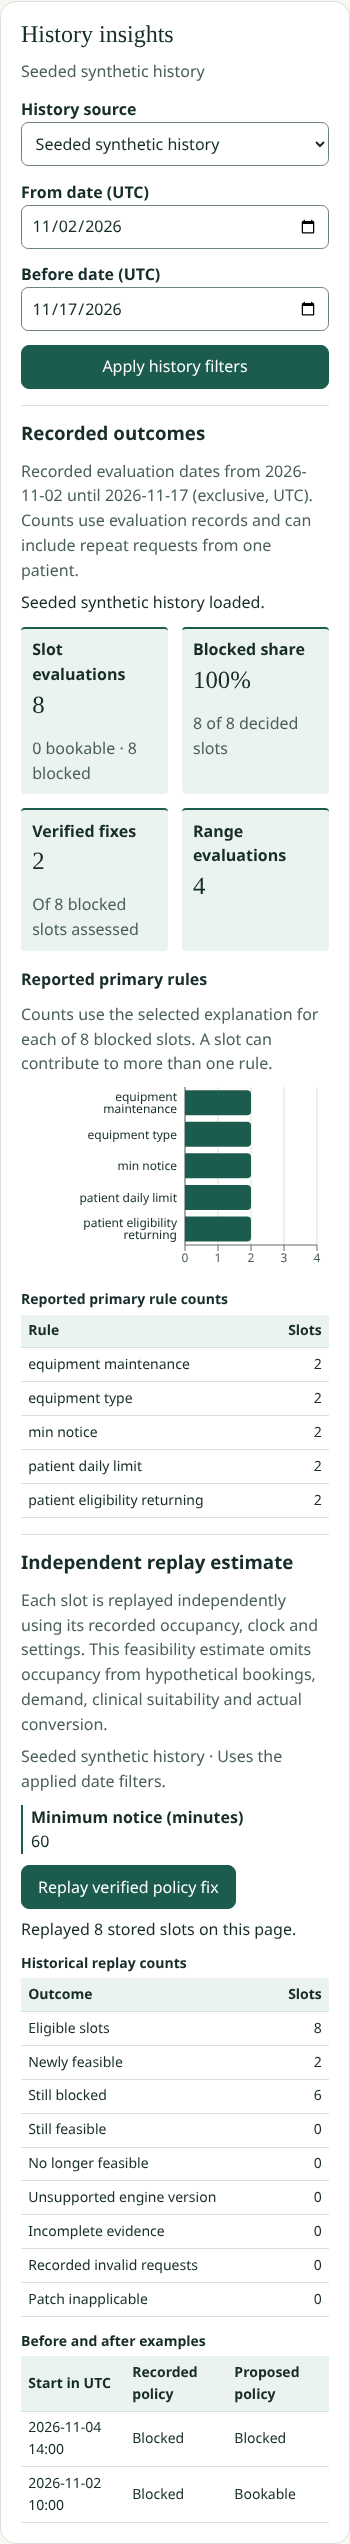 History insights
Seeded synthetic history
History source
Seeded synthetic history
From date (UTC)
11/02/2026
Before date (UTC)
11/17/2026
Apply history filters
Recorded outcomes
Recorded evaluation dates from 2026-
11-02 until 2026-11-17 (exclusive, UTC).
Counts use evaluation records and can
include repeat requests from one
patient.
Seeded synthetic history loaded.
Slot
evaluations
8
0 bookable · 8
blocked
Blocked share
100%
8 of 8 decided
slots
Verified fixes
2
Of 8 blocked
slots assessed
Range
evaluations
4
Reported primary rules
Counts use the selected explanation for
each of 8 blocked slots. A slot can
contribute to more than one rule.
equipment
maintenance
equipment type
min notice
patient daily limit
patient eligibility
returning
0 1 2 3 4
Reported primary rule counts
Rule Slots
equipment maintenance 2
equipment type 2
min notice 2
patient daily limit 2
patient eligibility returning 2
Independent replay estimate
Each slot is replayed independently
using its recorded occupancy, clock and
settings. This feasibility estimate omits
occupancy from hypothetical bookings,
demand, clinical suitability and actual
conversion.
Seeded synthetic history · Uses the
applied date filters.
Minimum notice (minutes)
60
Replay verified policy fix
Replayed 8 stored slots on this page.
Historical replay counts
Outcome Slots
Eligible slots 8
Newly feasible 2
Still blocked 6
Still feasible 0
No longer feasible 0
Unsupported engine version 0
Incomplete evidence 0
Recorded invalid requests 0
Patch inapplicable 0
Before and after examples
Start in UTC Recorded policy Proposed policy
2026-11-04 14:00 Blocked Blocked
2026-11-02 10:00 Blocked Bookable